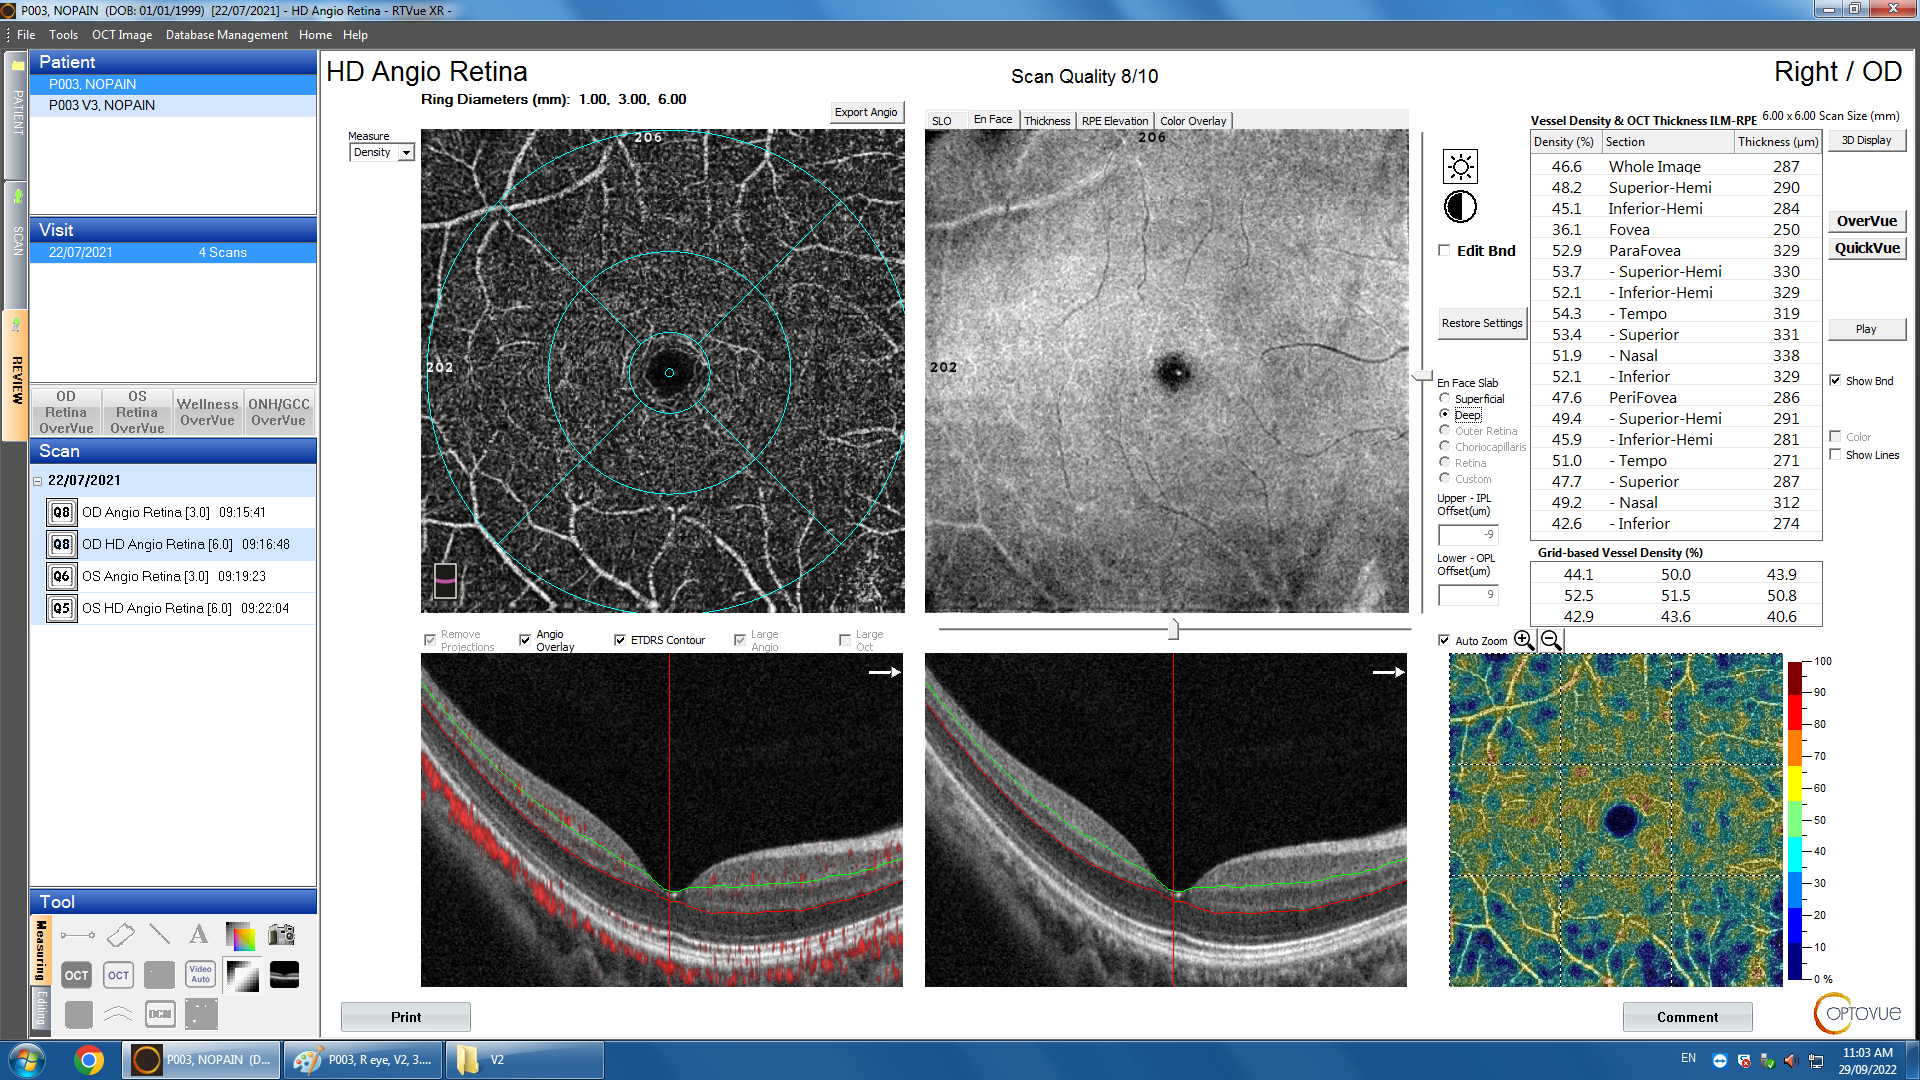 P003, NOPAIN  (DOB: 01/01/1999)  [22/07/2021] - HD Angio Retina - RTVue XR -
File Tools OCT Image Database Management Home Help
PATIENT
SCAN
REVIEW
Patient
P003, NOPAIN
P003 V3, NOPAIN
Visit
22/07/2021 4 Scans
OD Retina OverVue
OS Retina OverVue
Wellness OverVue
ONH/GCC OverVue
Scan
22/07/2021
Q8 OD Angio Retina [3.0] 09:15:41
Q8 OD HD Angio Retina [6.0] 09:16:48
Q6 OS Angio Retina [3.0] 09:19:23
Q5 OS HD Angio Retina [6.0] 09:22:04
Tool
Measuring
Editing
A
OCT OCT Video Auto
DCM
HD Angio Retina
Scan Quality 8/10
Right / OD
Ring Diameters (mm): 1.00, 3.00, 6.00
Export Angio
Measure
Density
206
202
SLO En Face Thickness RPE Elevation Color Overlay
206
202
Edit Bnd
Restore Settings
En Face Slab
Superficial
Deep
Outer Retina
Choriocapillaris
Retina
Custom
Upper - IPL
Offset(um)
-9
Lower - OPL
Offset(um)
9
Vessel Density & OCT Thickness ILM-RPE 6.00 x 6.00 Scan Size (mm)
Density (%) Section Thickness (µm)
46.6 Whole Image 287
48.2 Superior-Hemi 290
45.1 Inferior-Hemi 284
36.1 Fovea 250
52.9 ParaFovea 329
53.7 - Superior-Hemi 330
52.1 - Inferior-Hemi 329
54.3 - Tempo 319
53.4 - Superior 331
51.9 - Nasal 338
52.1 - Inferior 329
47.6 PeriFovea 286
49.4 - Superior-Hemi 291
45.9 - Inferior-Hemi 281
51.0 - Tempo 271
47.7 - Superior 287
49.2 - Nasal 312
42.6 - Inferior 274
Grid-based Vessel Density (%)
44.1 50.0 43.9
52.5 51.5 50.8
42.9 43.6 40.6
3D Display
OverVue
QuickVue
Play
Show Bnd
Color
Show Lines
Remove Projections
Angio Overlay
ETDRS Contour
Large Angio
Large Oct
Auto Zoom
100
90
80
70
60
50
40
30
20
10
0 %
Print
Comment
OPTOVUE
P003, NOPAIN (D...
P003, R eye, V2, 3....
V2
EN
11:03 AM
29/09/2022